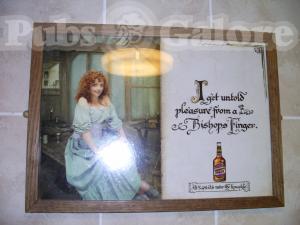 Pubs Galore
I get untold
pleasure from a
Bishops Finger.